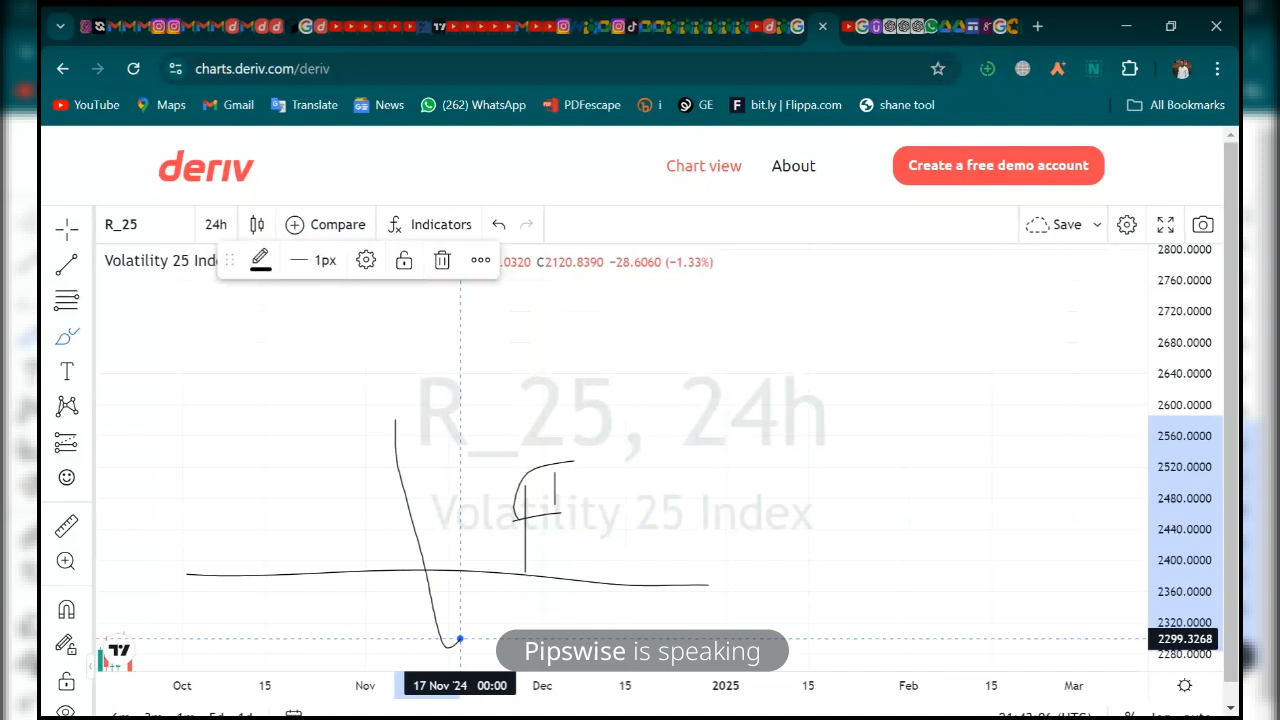 charts.deriv.com/deriv
YouTube Maps Gmail Translate News (262) WhatsApp PDFescape i GE bit.ly | Flippa.com shane tool All Bookmarks
deriv Chart view About Create a free demo account
R_25 24h Compare Indicators Save
Volatility 25 Inde 1px .0320 C2120.8390 −28.6060 (−1.33%)
2800.0000
2760.0000
2720.0000
2680.0000
2640.0000
2600.0000
R_25, 24h
2560.0000
2520.0000
2480.0000
Volatility 25 Index
2440.0000
2400.0000
2360.0000
2320.0000
2299.3268
Pipswise is speaking
2280.0000
Oct 15 Nov 17 Nov '24 00:00 Dec 15 2025 15 Feb 15 Mar